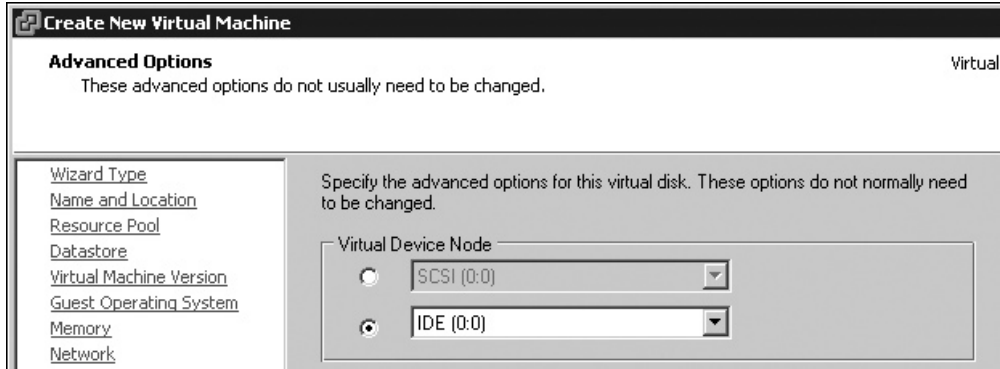 Create New Virtual Machine
Advanced Options
Virtual
These advanced options do not usually need to be changed.
Wizard Type
Name and Location
Resource Pool
Datastore
Virtual Machine Version
Guest Operating System
Memory
Network
Specify the advanced options for this virtual disk. These options do not normally need
to be changed.
Virtual Device Node
SCSI (0:0)
IDE (0:0)